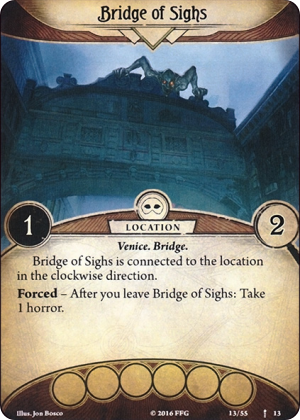 Bridge of Sighs
1
LOCATION
2
Venice. Bridge.
Bridge of Sighs is connected to the location
in the clockwise direction.
Forced – After you leave Bridge of Sighs: Take
1 horror.
Illus. Jon Bosco © 2016 FFG 13/55 13